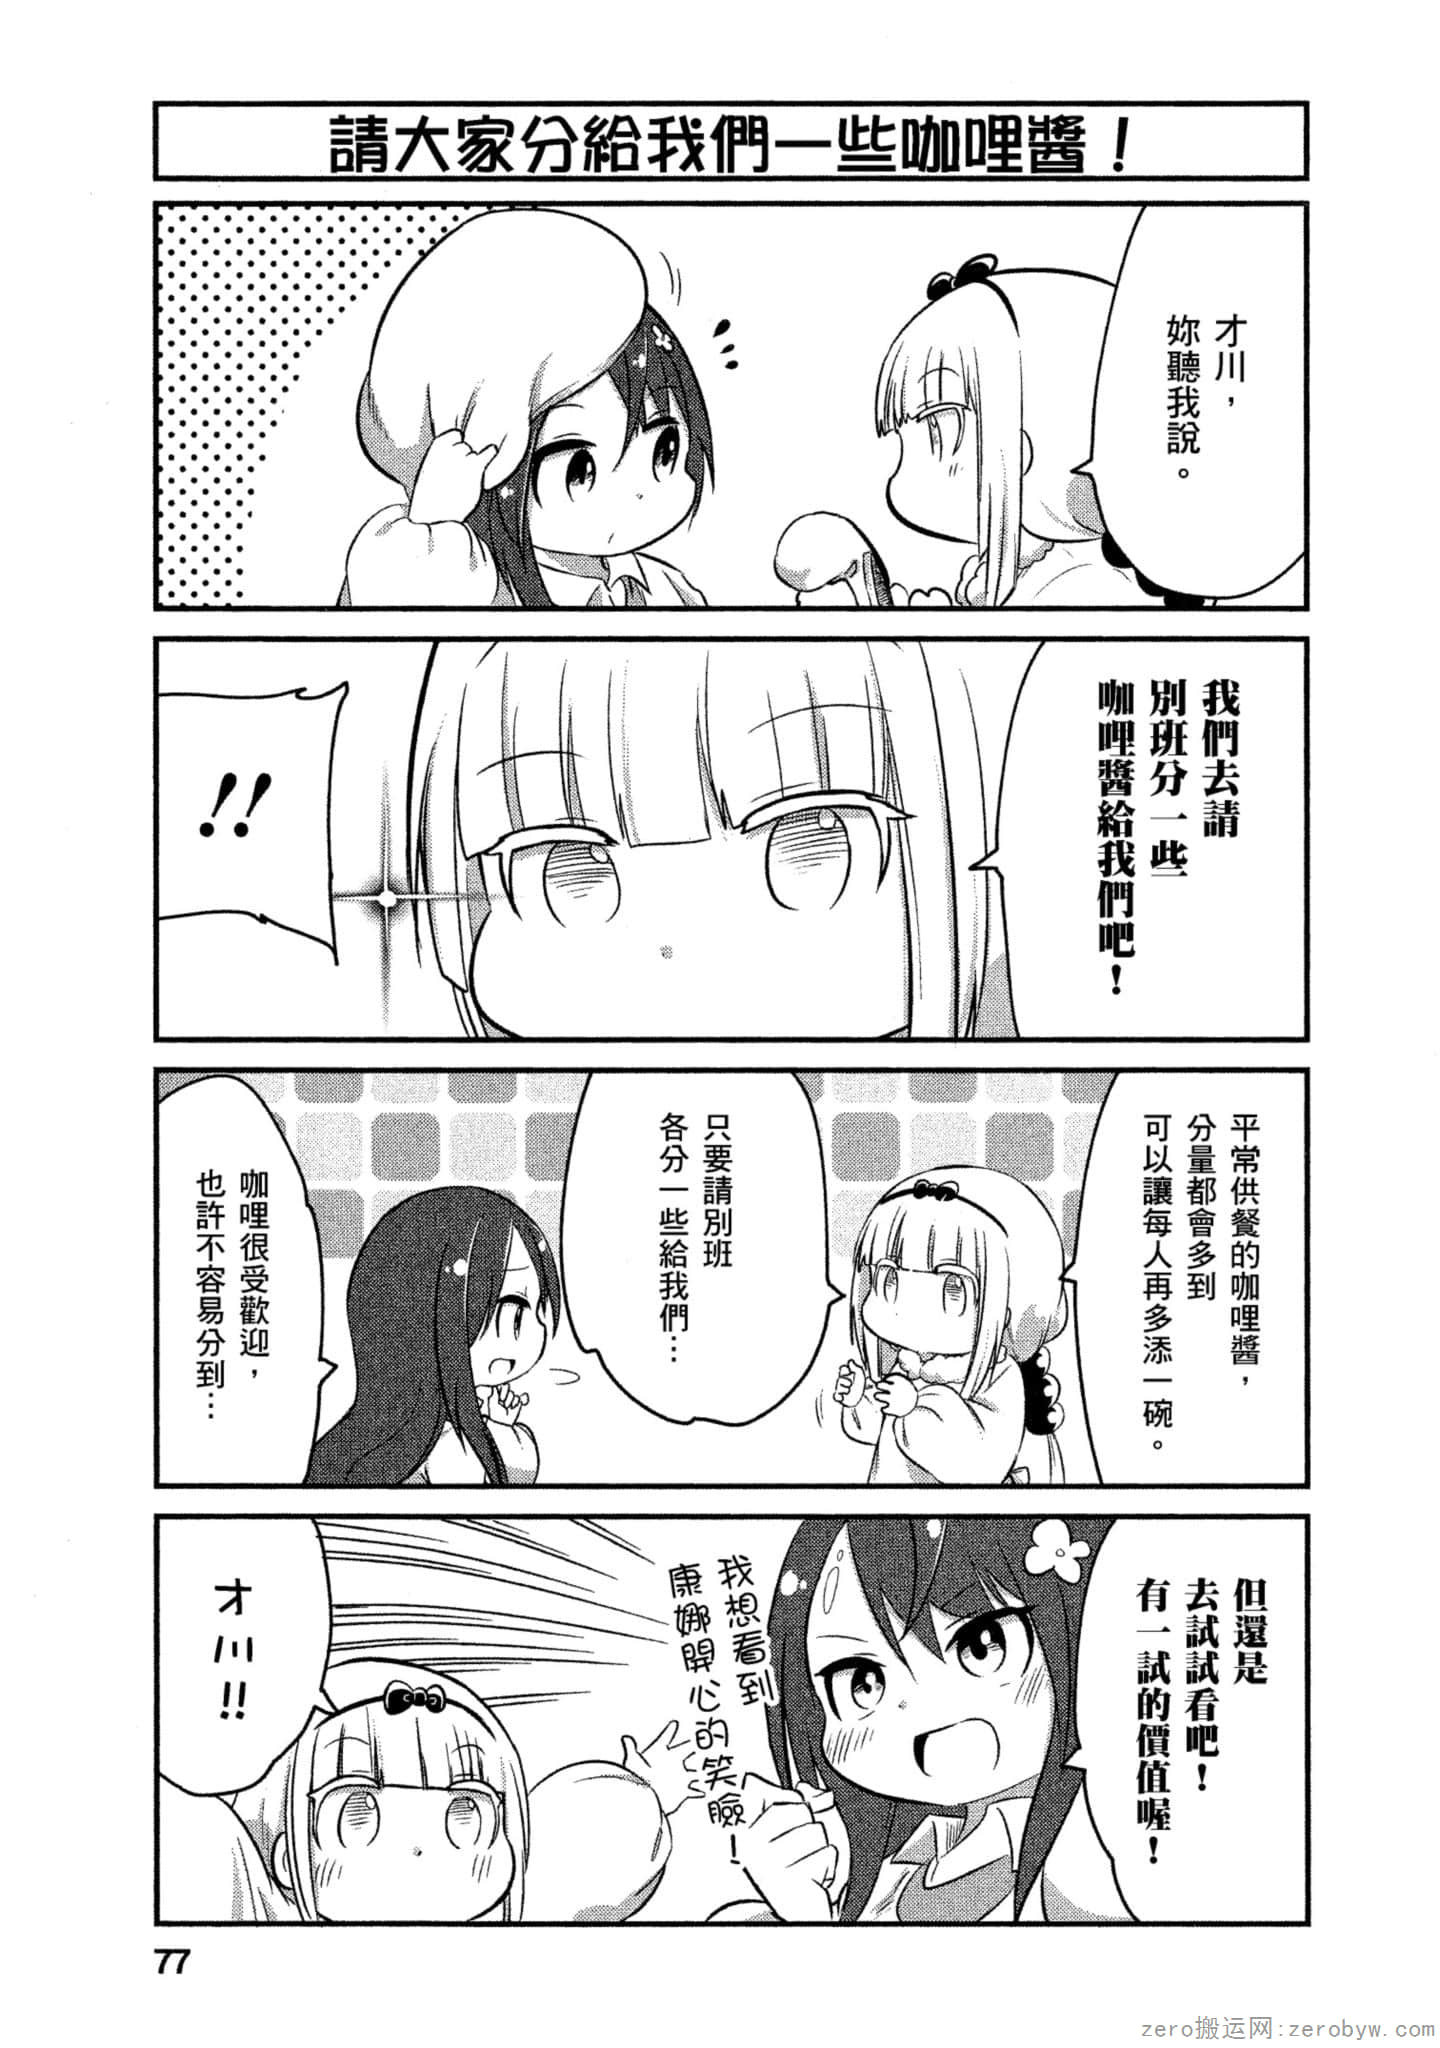 請大家分給我們一些咖哩醬！
才川，
妳聽我說。
我們去請
別班分一些
咖哩醬給我們吧！
!!
平常供餐的咖哩醬，
分量都會多到
可以讓每人再多添一碗。
只要請別班
各分一些給我們…
咖哩很受歡迎，
也許不容易分到…
但還是
去試試看吧！
有一試的價值喔！
我想看到
康娜開心的笑臉！
才川!!
77
zero搬运网:zerobyw.com